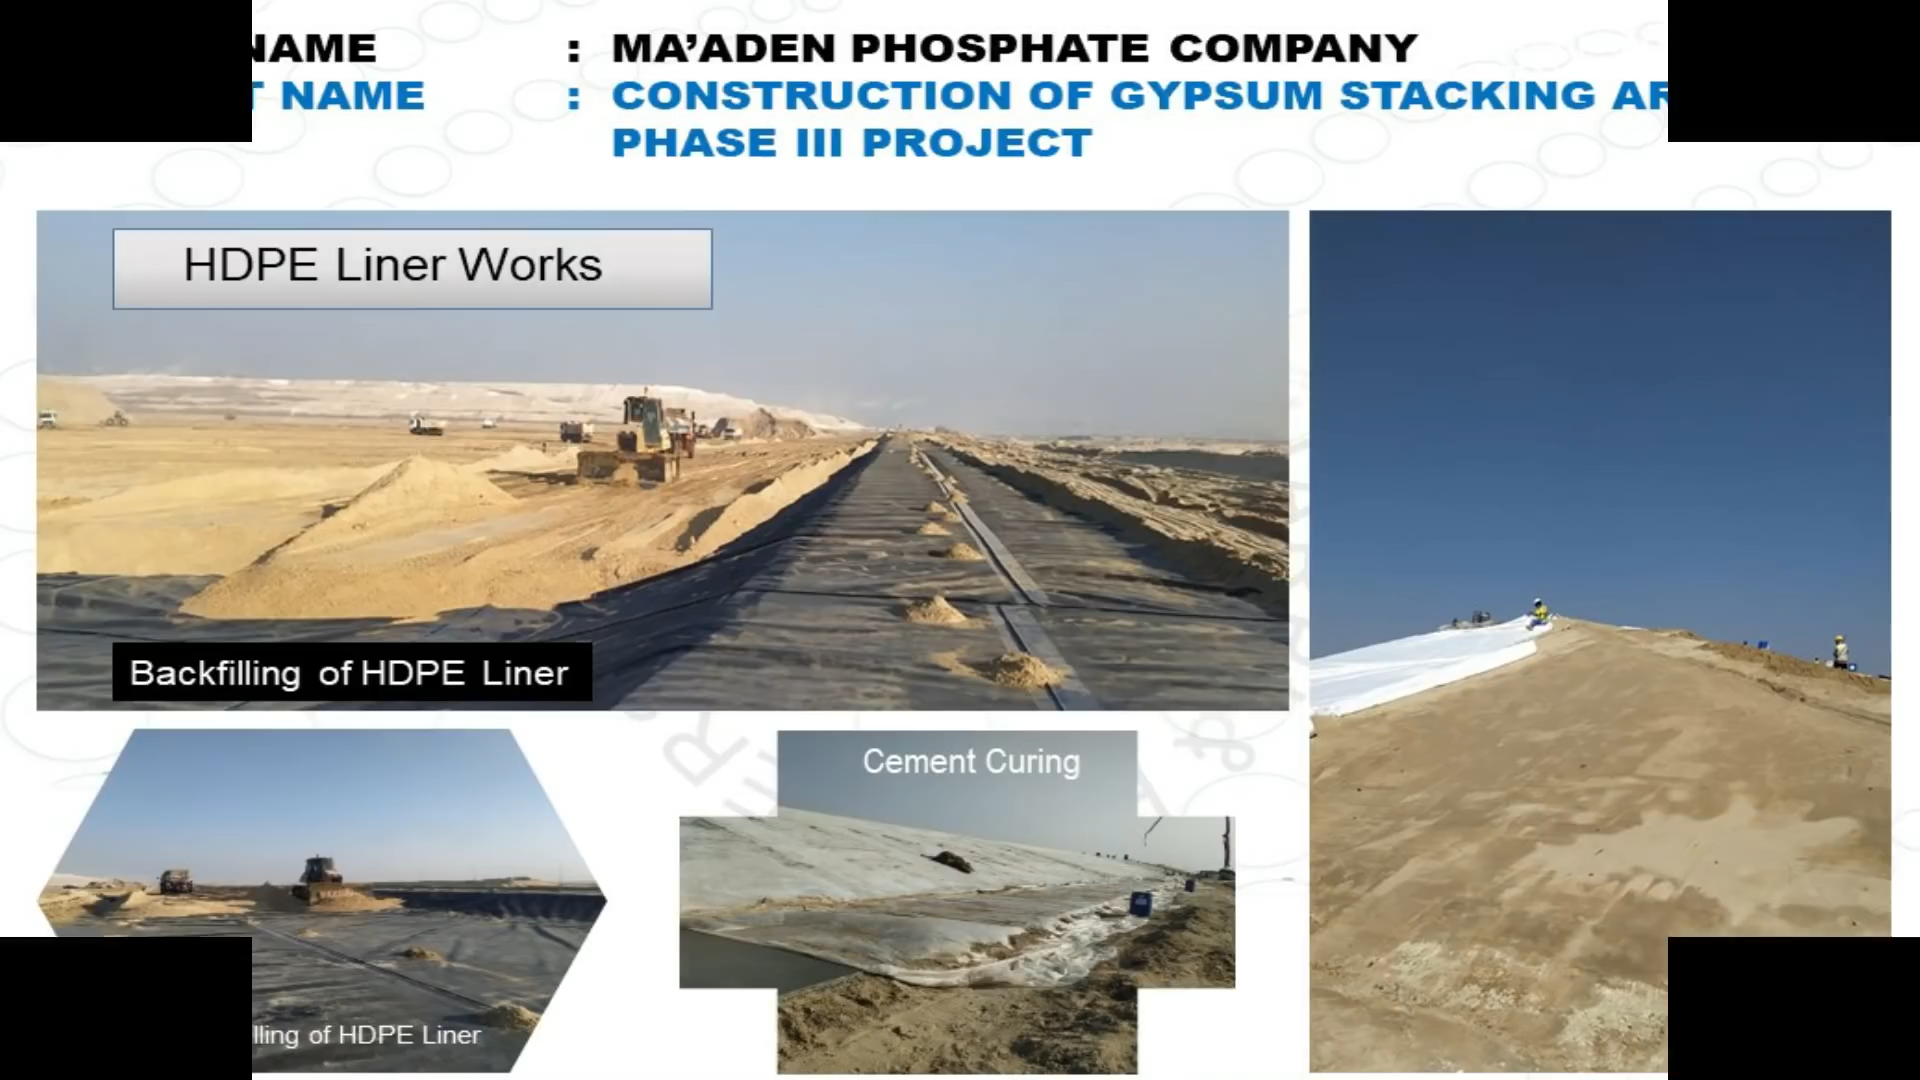 NAME : MA’ADEN PHOSPHATE COMPANY
NAME : CONSTRUCTION OF GYPSUM STACKING
PHASE III PROJECT
HDPE Liner Works
Backfilling of HDPE Liner
Cement Curing
lling of HDPE Liner